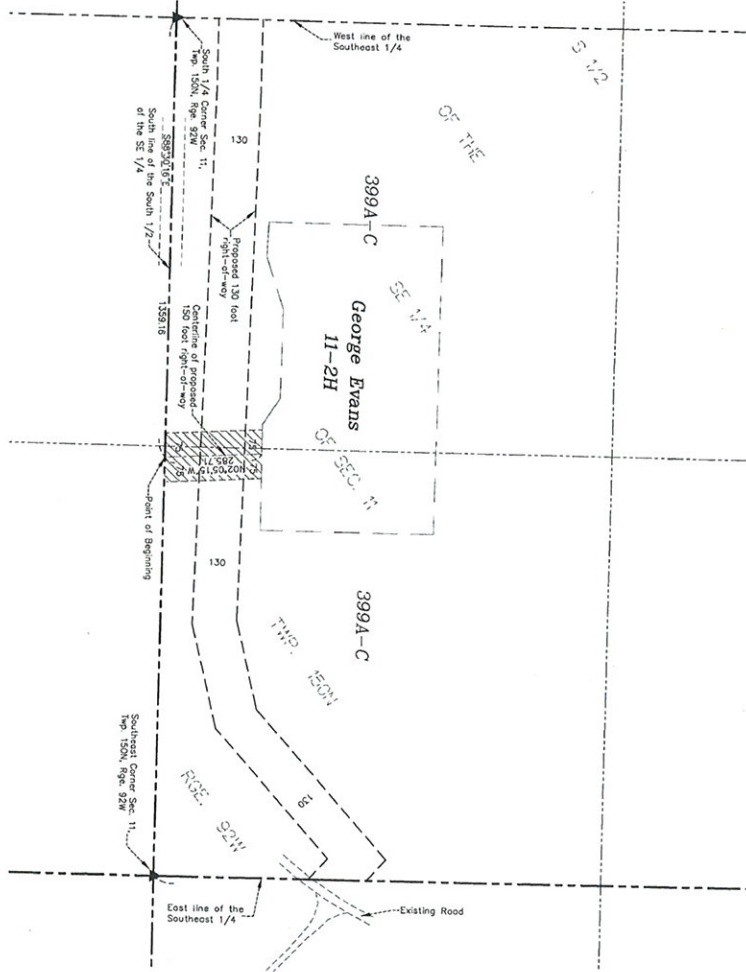 West line of the
Southeast 1/4
S 1/2
OF THE
SE 1/4
OF SEC. 11
TWP. 150N
RGE. 92W
South 1/4 Corner Sec. 11,
Twp. 150N, Rge. 92W
130
399A-C
Proposed 130 foot
right-of-way
S88°30'16"E
South line of the South 1/2
of the SE 1/4
1359.16
George Evans
11-2H
Centerline of proposed
150 foot right-of-way
75
75
N02°05'15"W
285.71
75
75
Point of Beginning
130
399A-C
Southeast Corner Sec. 11,
Twp. 150N, Rge. 92W
East line of the
Southeast 1/4
Existing Road